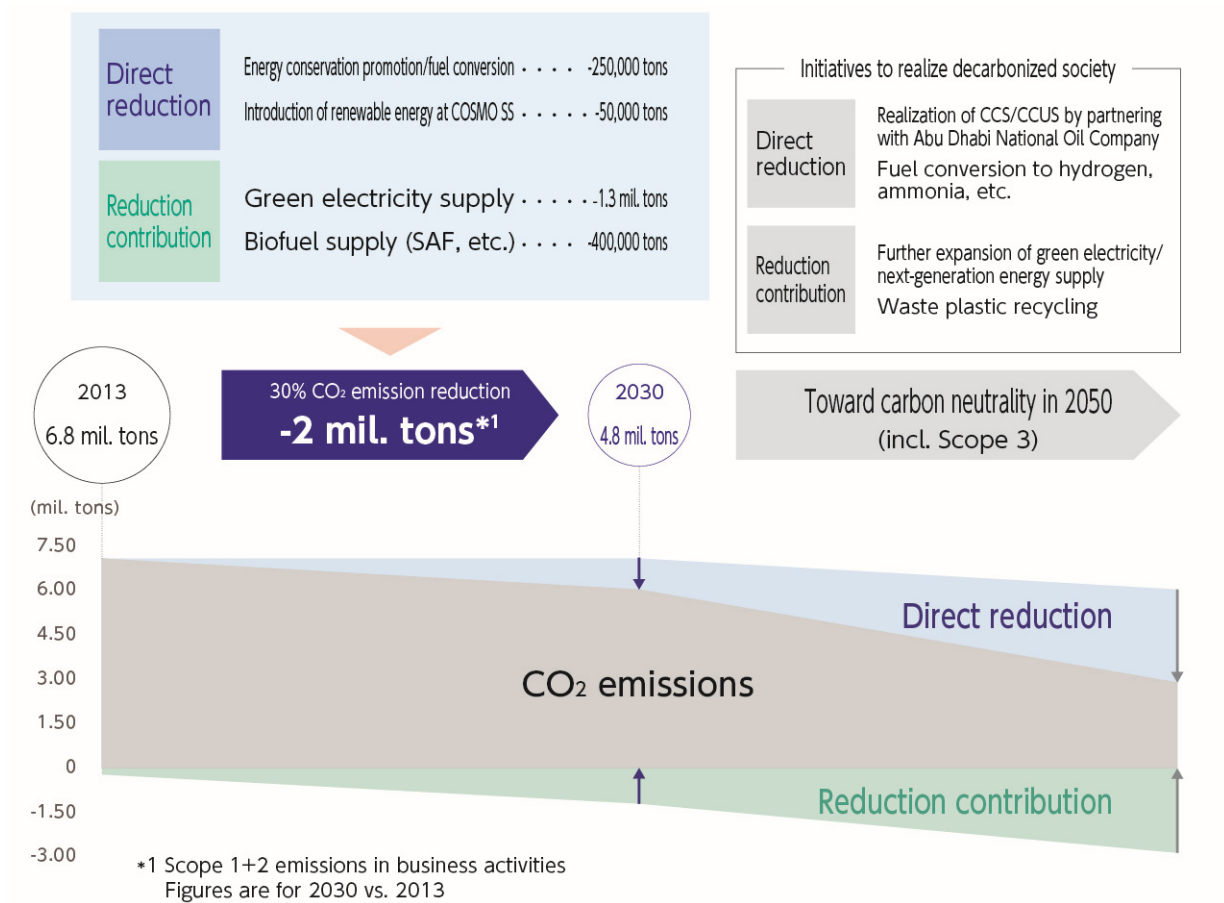 Direct
reduction
Energy conservation promotion/fuel conversion · · · · -250,000 tons
Introduction of renewable energy at COSMO SS · · · · · -50,000 tons
Reduction
contribution
Green electricity supply · · · · · -1.3 mil. tons
Biofuel supply (SAF, etc.) · · · · -400,000 tons
Initiatives to realize decarbonized society
Direct
reduction
Realization of CCS/CCUS by partnering
with Abu Dhabi National Oil Company
Fuel conversion to hydrogen,
ammonia, etc.
Reduction
contribution
Further expansion of green electricity/
next-generation energy supply
Waste plastic recycling
2013
6.8 mil. tons
30% CO₂ emission reduction
-2 mil. tons*¹
2030
4.8 mil. tons
Toward carbon neutrality in 2050
(incl. Scope 3)
(mil. tons)
7.50
6.00
4.50
3.00
1.50
0
-1.50
-3.00
Direct reduction
CO₂ emissions
Reduction contribution
*1 Scope 1+2 emissions in business activities
Figures are for 2030 vs. 2013